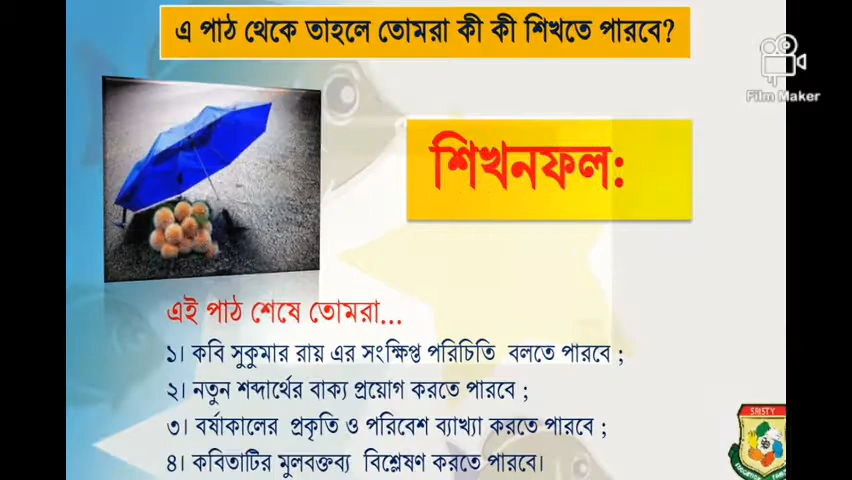 এ পাঠ থেকে তাহলে তোমরা কী কী শিখতে পারবে?
Film Maker
শিখনফল:
এই পাঠ শেষে তোমরা...
১। কবি সুকুমার রায় এর সংক্ষিপ্ত পরিচিতি বলতে পারবে ;
২। নতুন শব্দার্থের বাক্য প্রয়োগ করতে পারবে ;
৩। বর্ষাকালের প্রকৃতি ও পরিবেশ ব্যাখ্যা করতে পারবে ;
৪। কবিতাটির মুলবক্তব্য বিশ্লেষণ করতে পারবে।
SRISTY